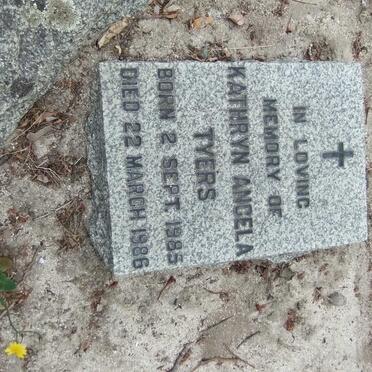 IN LOVING
MEMORY OF
KATHRYN ANGELA
TYERS
BORN 2 SEPT. 1985
DIED 22 MARCH 1986